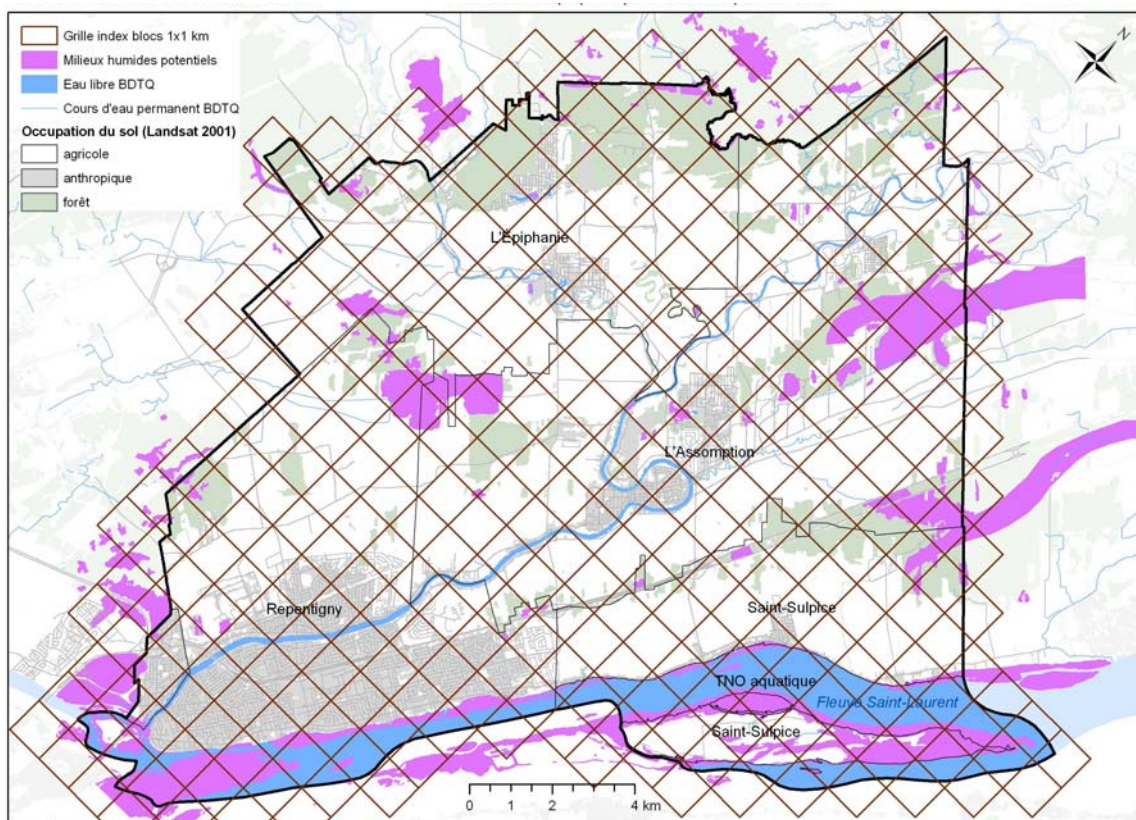 Grille index blocs 1x1 km
Milieux humides potentiels
Eau libre BDTQ
Cours d'eau permanent BDTQ
Occupation du sol (Landsat 2001)
agricole
anthropique
forêt
N
L'Épiphanie
L'Assomption
Repentigny
Saint-Sulpice
TNO aquatique
Fleuve Saint-Laurent
Saint-Sulpice
0 1 2 4 km